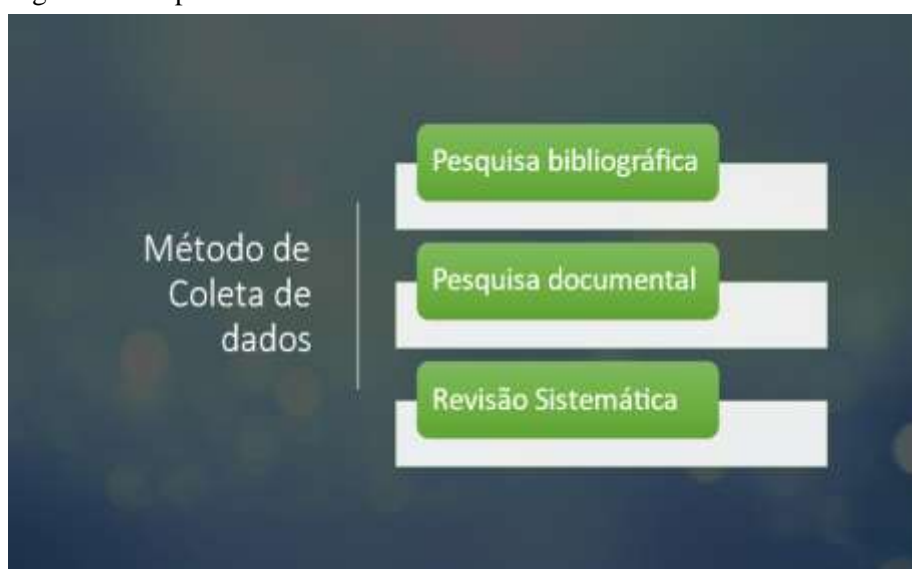 Método de
Coleta de
dados
Pesquisa bibliográfica
Pesquisa documental
Revisão Sistemática